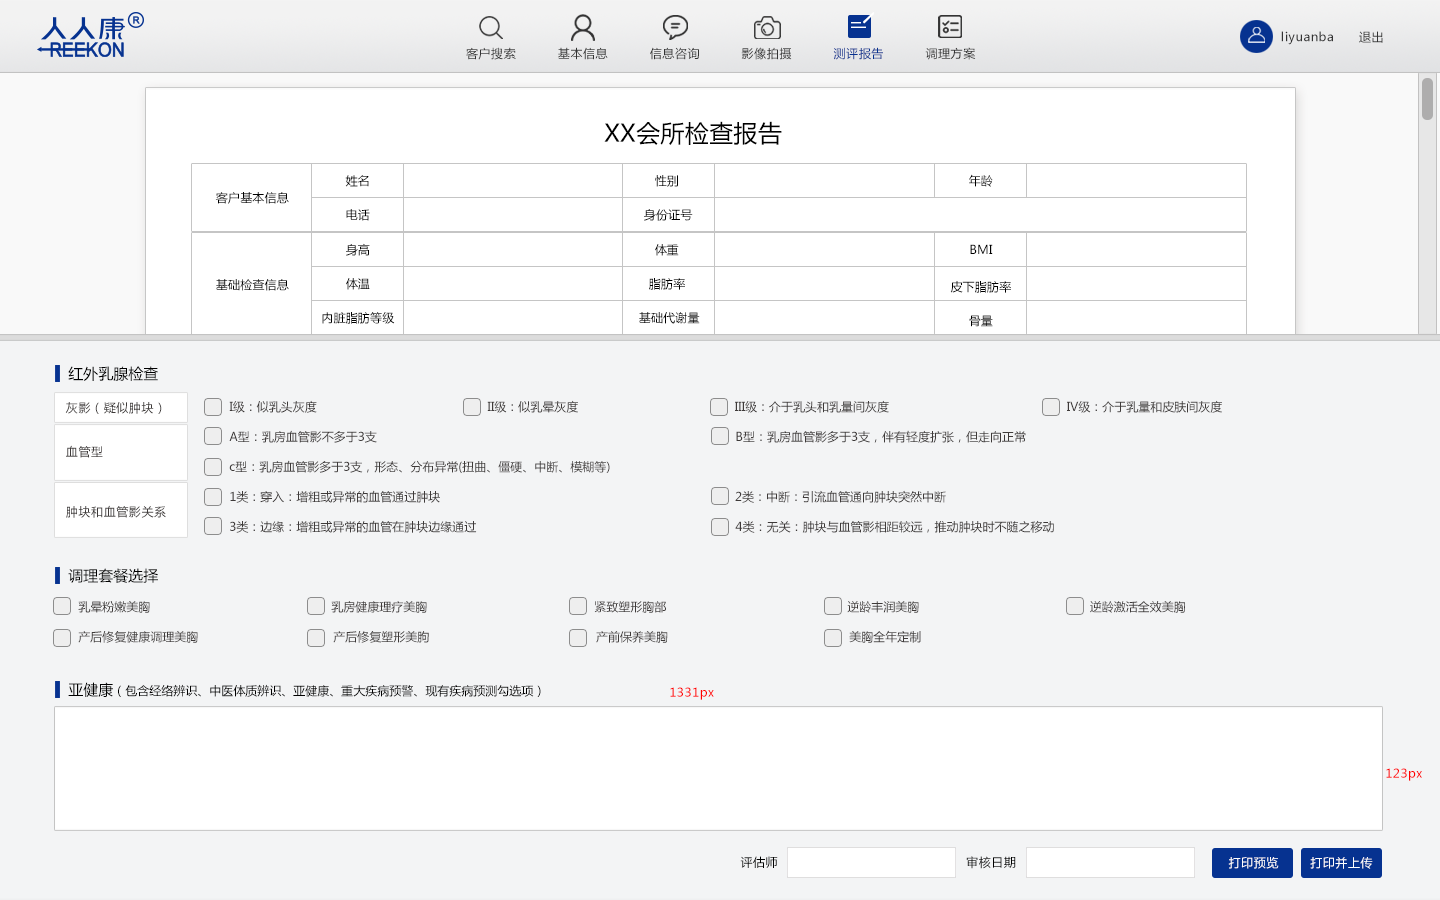 人人康®
REEKON
客户搜索 基本信息 信息咨询 影像拍摄 测评报告 调理方案
liyuanba 退出
XX会所检查报告
客户基本信息 姓名 性别 年龄
电话 身份证号
基础检查信息 身高 体重 BMI
体温 脂肪率 皮下脂肪率
内脏脂肪等级 基础代谢量 骨量
红外乳腺检查
灰影（疑似肿块） I级：似乳头灰度 II级：似乳晕灰度 III级：介于乳头和乳量间灰度 IV级：介于乳量和皮肤间灰度
血管型 A型：乳房血管影不多于3支 B型：乳房血管影多于3支，伴有轻度扩张，但走向正常
c型：乳房血管影多于3支，形态、分布异常(扭曲、僵硬、中断、模糊等)
肿块和血管影关系 1类：穿入：增粗或异常的血管通过肿块 2类：中断：引流血管通向肿块突然中断
3类：边缘：增粗或异常的血管在肿块边缘通过 4类：无关：肿块与血管影相距较远，推动肿块时不随之移动
调理套餐选择
乳晕粉嫩美胸 乳房健康理疗美胸 紧致塑形胸部 逆龄丰润美胸 逆龄激活全效美胸
产后修复健康调理美胸 产后修复塑形美朐 产前保养美胸 美胸全年定制
亚健康（包含经络辨识、中医体质辨识、亚健康、重大疾病预警、现有疾病预测勾选项）
1331px
123px
评估师 审核日期 打印预览 打印并上传